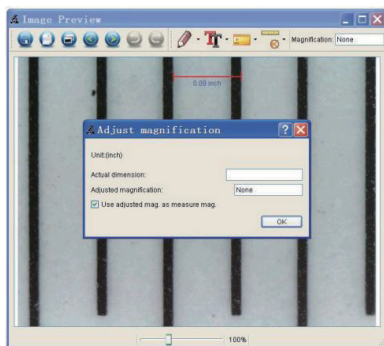 Image Preview
Magnification: None
0.09 inch
Adjust magnification
Unit:(inch)
Actual dimension:
Adjusted magnification: None
Use adjusted mag. as measure mag.
OK
100%